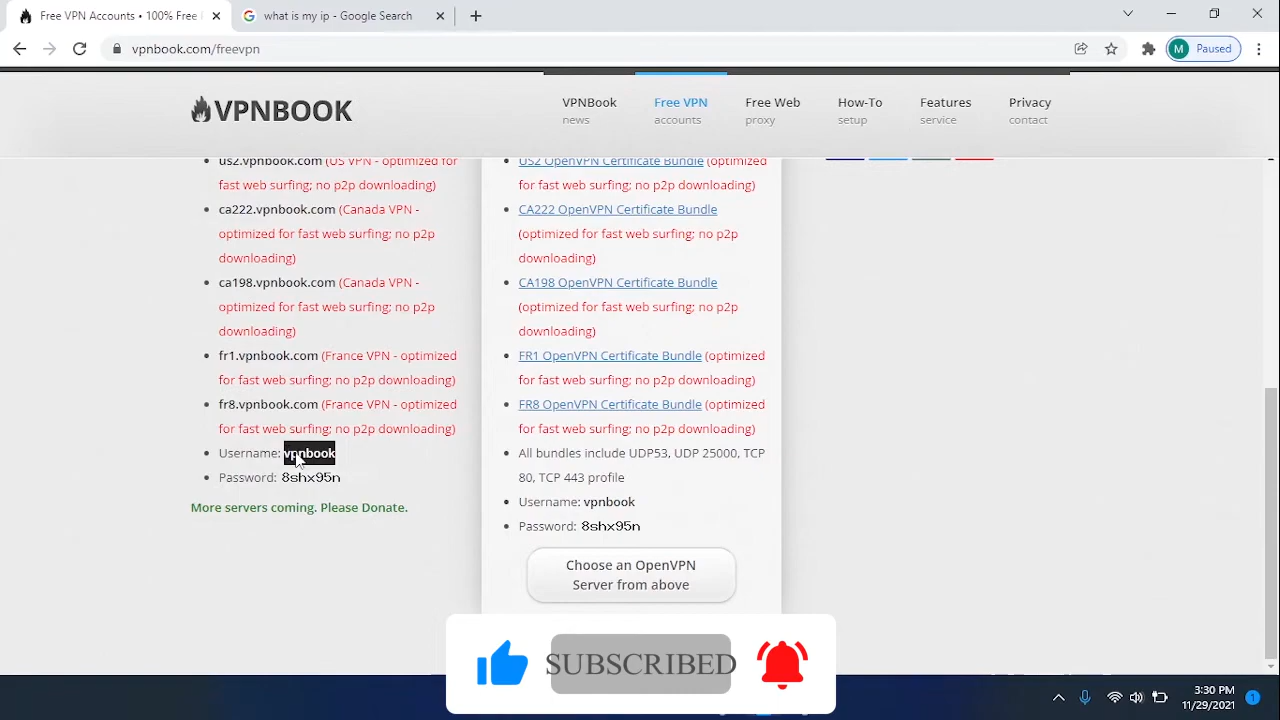 Free VPN Accounts • 100% Free
what is my ip - Google Search
vpnbook.com/freevpn
M
Paused
VPNBOOK
VPNBook
news
Free VPN
accounts
Free Web
proxy
How-To
setup
Features
service
Privacy
contact
us2.vpnbook.com (US VPN - optimized for
fast web surfing; no p2p downloading)
ca222.vpnbook.com (Canada VPN -
optimized for fast web surfing; no p2p
downloading)
ca198.vpnbook.com (Canada VPN -
optimized for fast web surfing; no p2p
downloading)
fr1.vpnbook.com (France VPN - optimized
for fast web surfing; no p2p downloading)
fr8.vpnbook.com (France VPN - optimized
for fast web surfing; no p2p downloading)
Username: vpnbook
Password: 8shx95n
More servers coming. Please Donate.
US2 OpenVPN Certificate Bundle (optimized
for fast web surfing; no p2p downloading)
CA222 OpenVPN Certificate Bundle
(optimized for fast web surfing; no p2p
downloading)
CA198 OpenVPN Certificate Bundle
(optimized for fast web surfing; no p2p
downloading)
FR1 OpenVPN Certificate Bundle (optimized
for fast web surfing; no p2p downloading)
FR8 OpenVPN Certificate Bundle (optimized
for fast web surfing; no p2p downloading)
All bundles include UDP53, UDP 25000, TCP
80, TCP 443 profile
Username: vpnbook
Password: 8shx95n
Choose an OpenVPN
Server from above
SUBSCRIBED
3:30 PM
11/29/2021
1